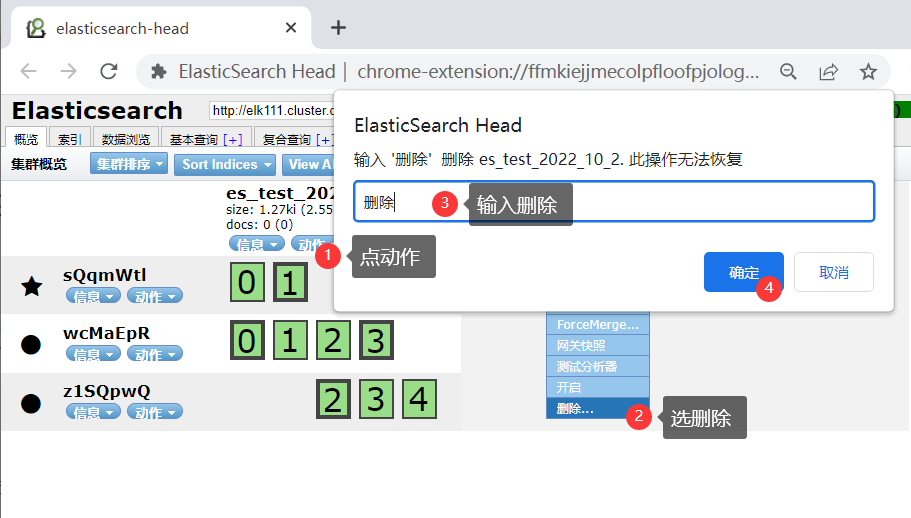 elasticsearch-head
ElasticSearch Head | chrome-extension://ffmkiejjmecolpfloofpjolog...
Elasticsearch
http://elk111.cluster.c
概览 索引 数据浏览 基本查询 [+] 复合查询 [+]
集群概览 集群排序 Sort Indices View Al
ElasticSearch Head
输入 '删除' 删除 es_test_2022_10_2. 此操作无法恢复
删除
3 输入删除
确定 取消
4
es_test_202
size: 1.27ki (2.55
docs: 0 (0)
信息 动作
1 点动作
sQqmWtl
信息 动作
0 1
wcMaEpR
信息 动作
0 1 2 3
z1SQpwQ
信息 动作
2 3 4
ForceMerge...
网关快照
测试分析器
开启
删除...
2 选删除